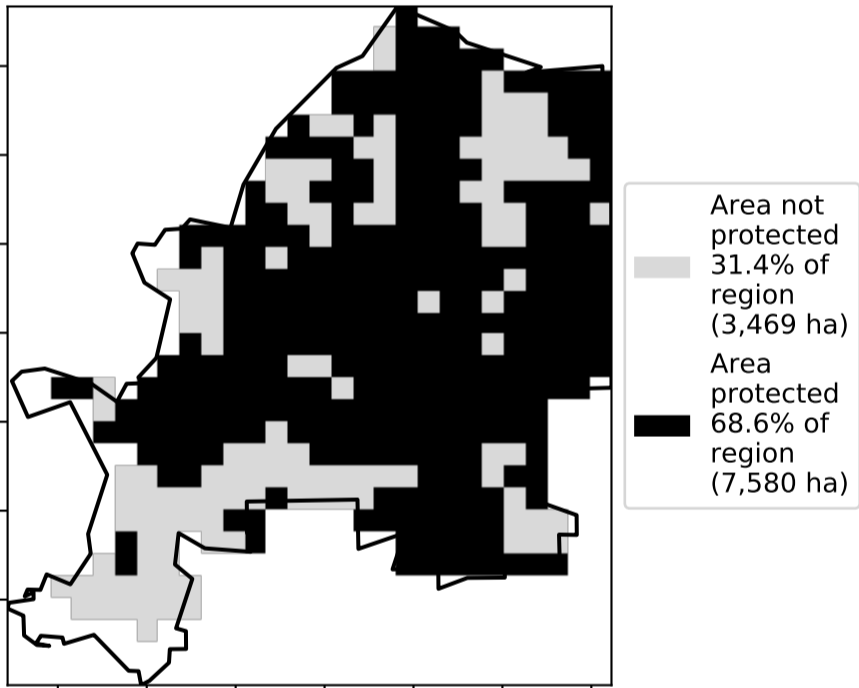 Area not
protected
31.4% of
region
(3,469 ha)
Area
protected
68.6% of
region
(7,580 ha)